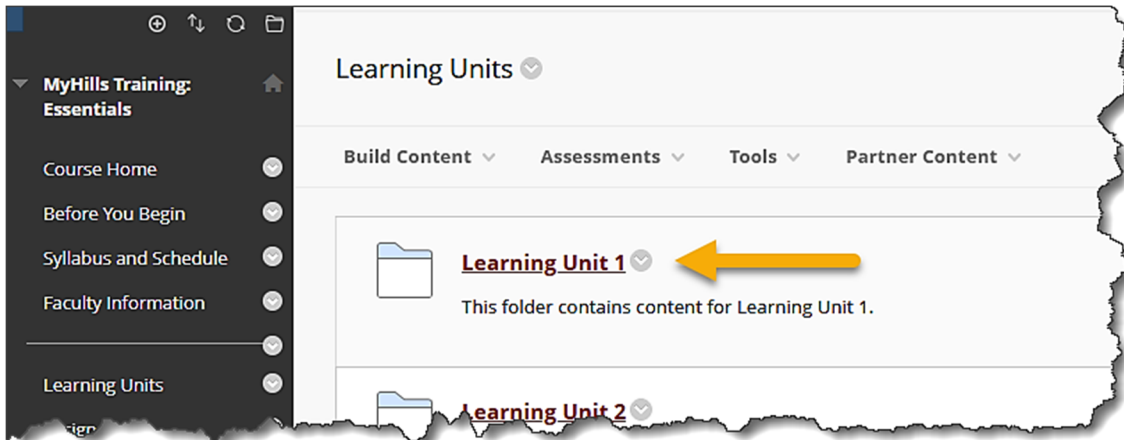 MyHills Training:
Essentials
Course Home
Before You Begin
Syllabus and Schedule
Faculty Information
Learning Units
Learning Units
Build Content
Assessments
Tools
Partner Content
Learning Unit 1
This folder contains content for Learning Unit 1.
Learning Unit 2